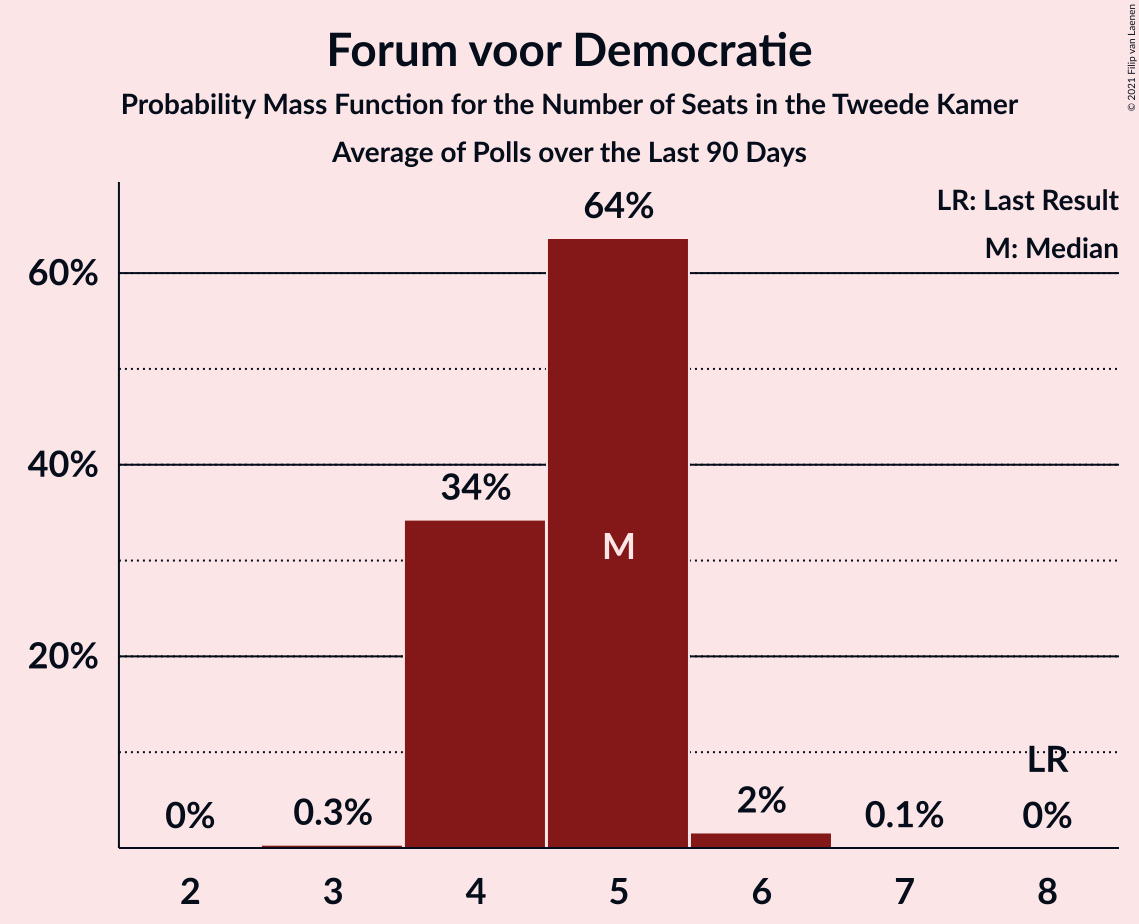 Forum voor Democratie
Probability Mass Function for the Number of Seats in the Tweede Kamer
Average of Polls over the Last 90 Days
© 2021 Filip van Laenen
LR: Last Result
M: Median
60%
40%
20%
0%
0.3%
34%
64%
M
2%
0.1%
LR
0%
2 3 4 5 6 7 8